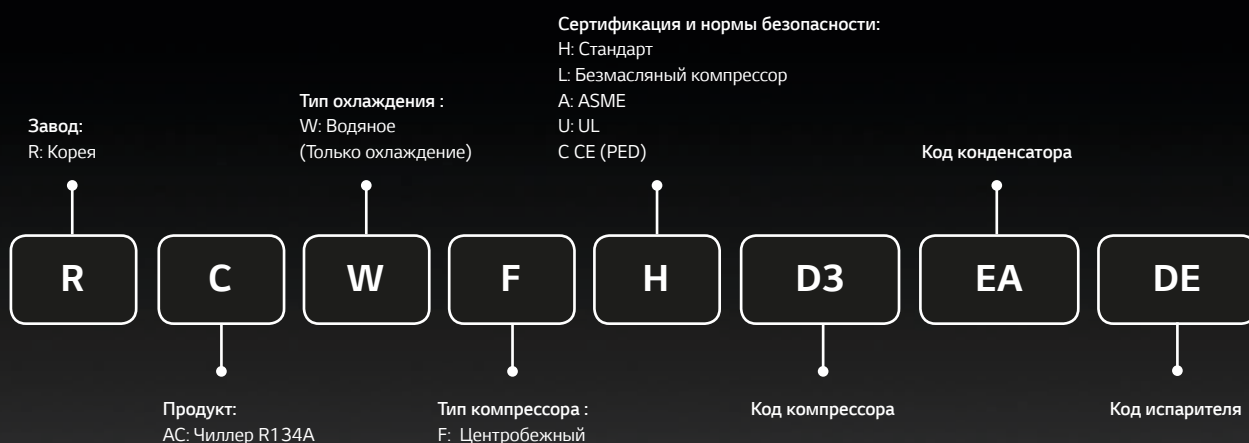 Сертификация и нормы безопасности:
H: Стандарт
L: Безмасляный компрессор
A: ASME
U: UL
C CE (PED)
Тип охлаждения :
W: Водяное
(Только охлаждение)
Завод:
R: Корея
Код конденсатора
R
C
W
F
H
D3
EA
DE
Продукт:
AC: Чиллер R134A
Тип компрессора :
F: Центробежный
Код компрессора
Код испарителя